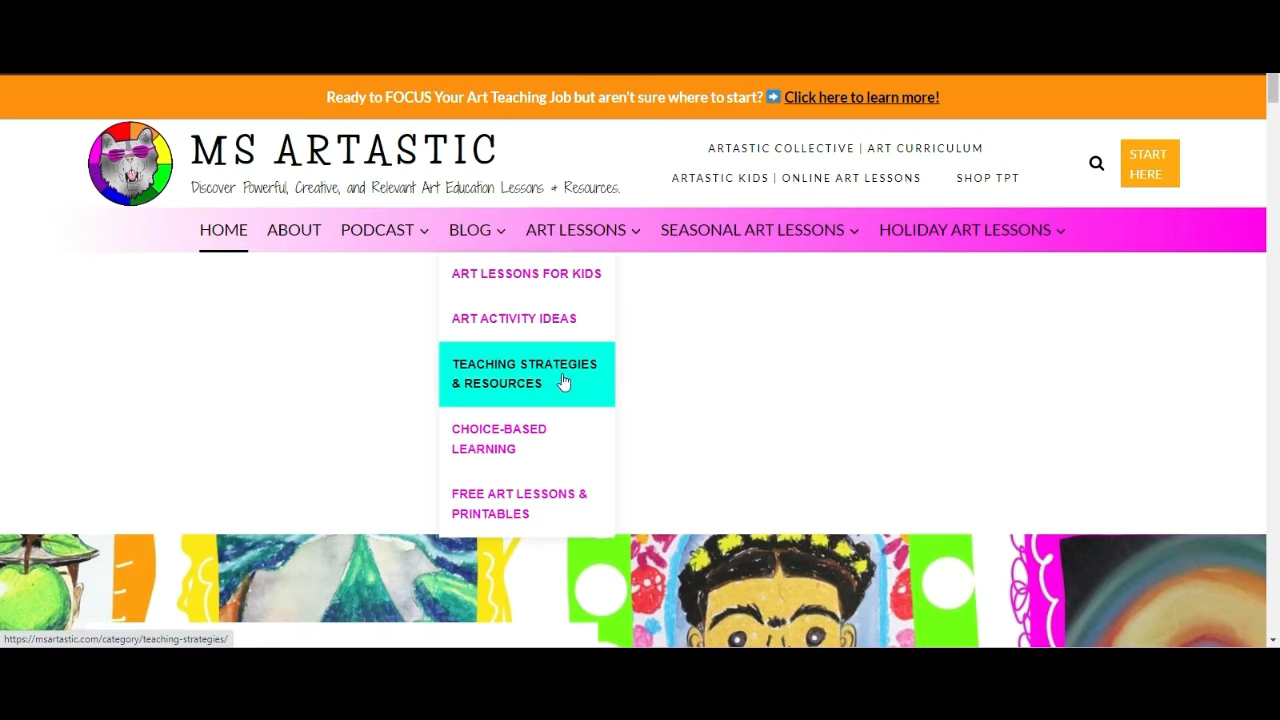 Ready to FOCUS Your Art Teaching Job but aren't sure where to start? ➡ Click here to learn more!
MS ARTASTIC
Discover Powerful, Creative, and Relevant Art Education Lessons & Resources.
ARTASTIC COLLECTIVE | ART CURRICULUM
ARTASTIC KIDS | ONLINE ART LESSONS SHOP TPT
START
HERE
HOME ABOUT PODCAST BLOG ART LESSONS SEASONAL ART LESSONS HOLIDAY ART LESSONS
ART LESSONS FOR KIDS
ART ACTIVITY IDEAS
TEACHING STRATEGIES
& RESOURCES
CHOICE-BASED
LEARNING
FREE ART LESSONS &
PRINTABLES
https://msartastic.com/category/teaching-strategies/